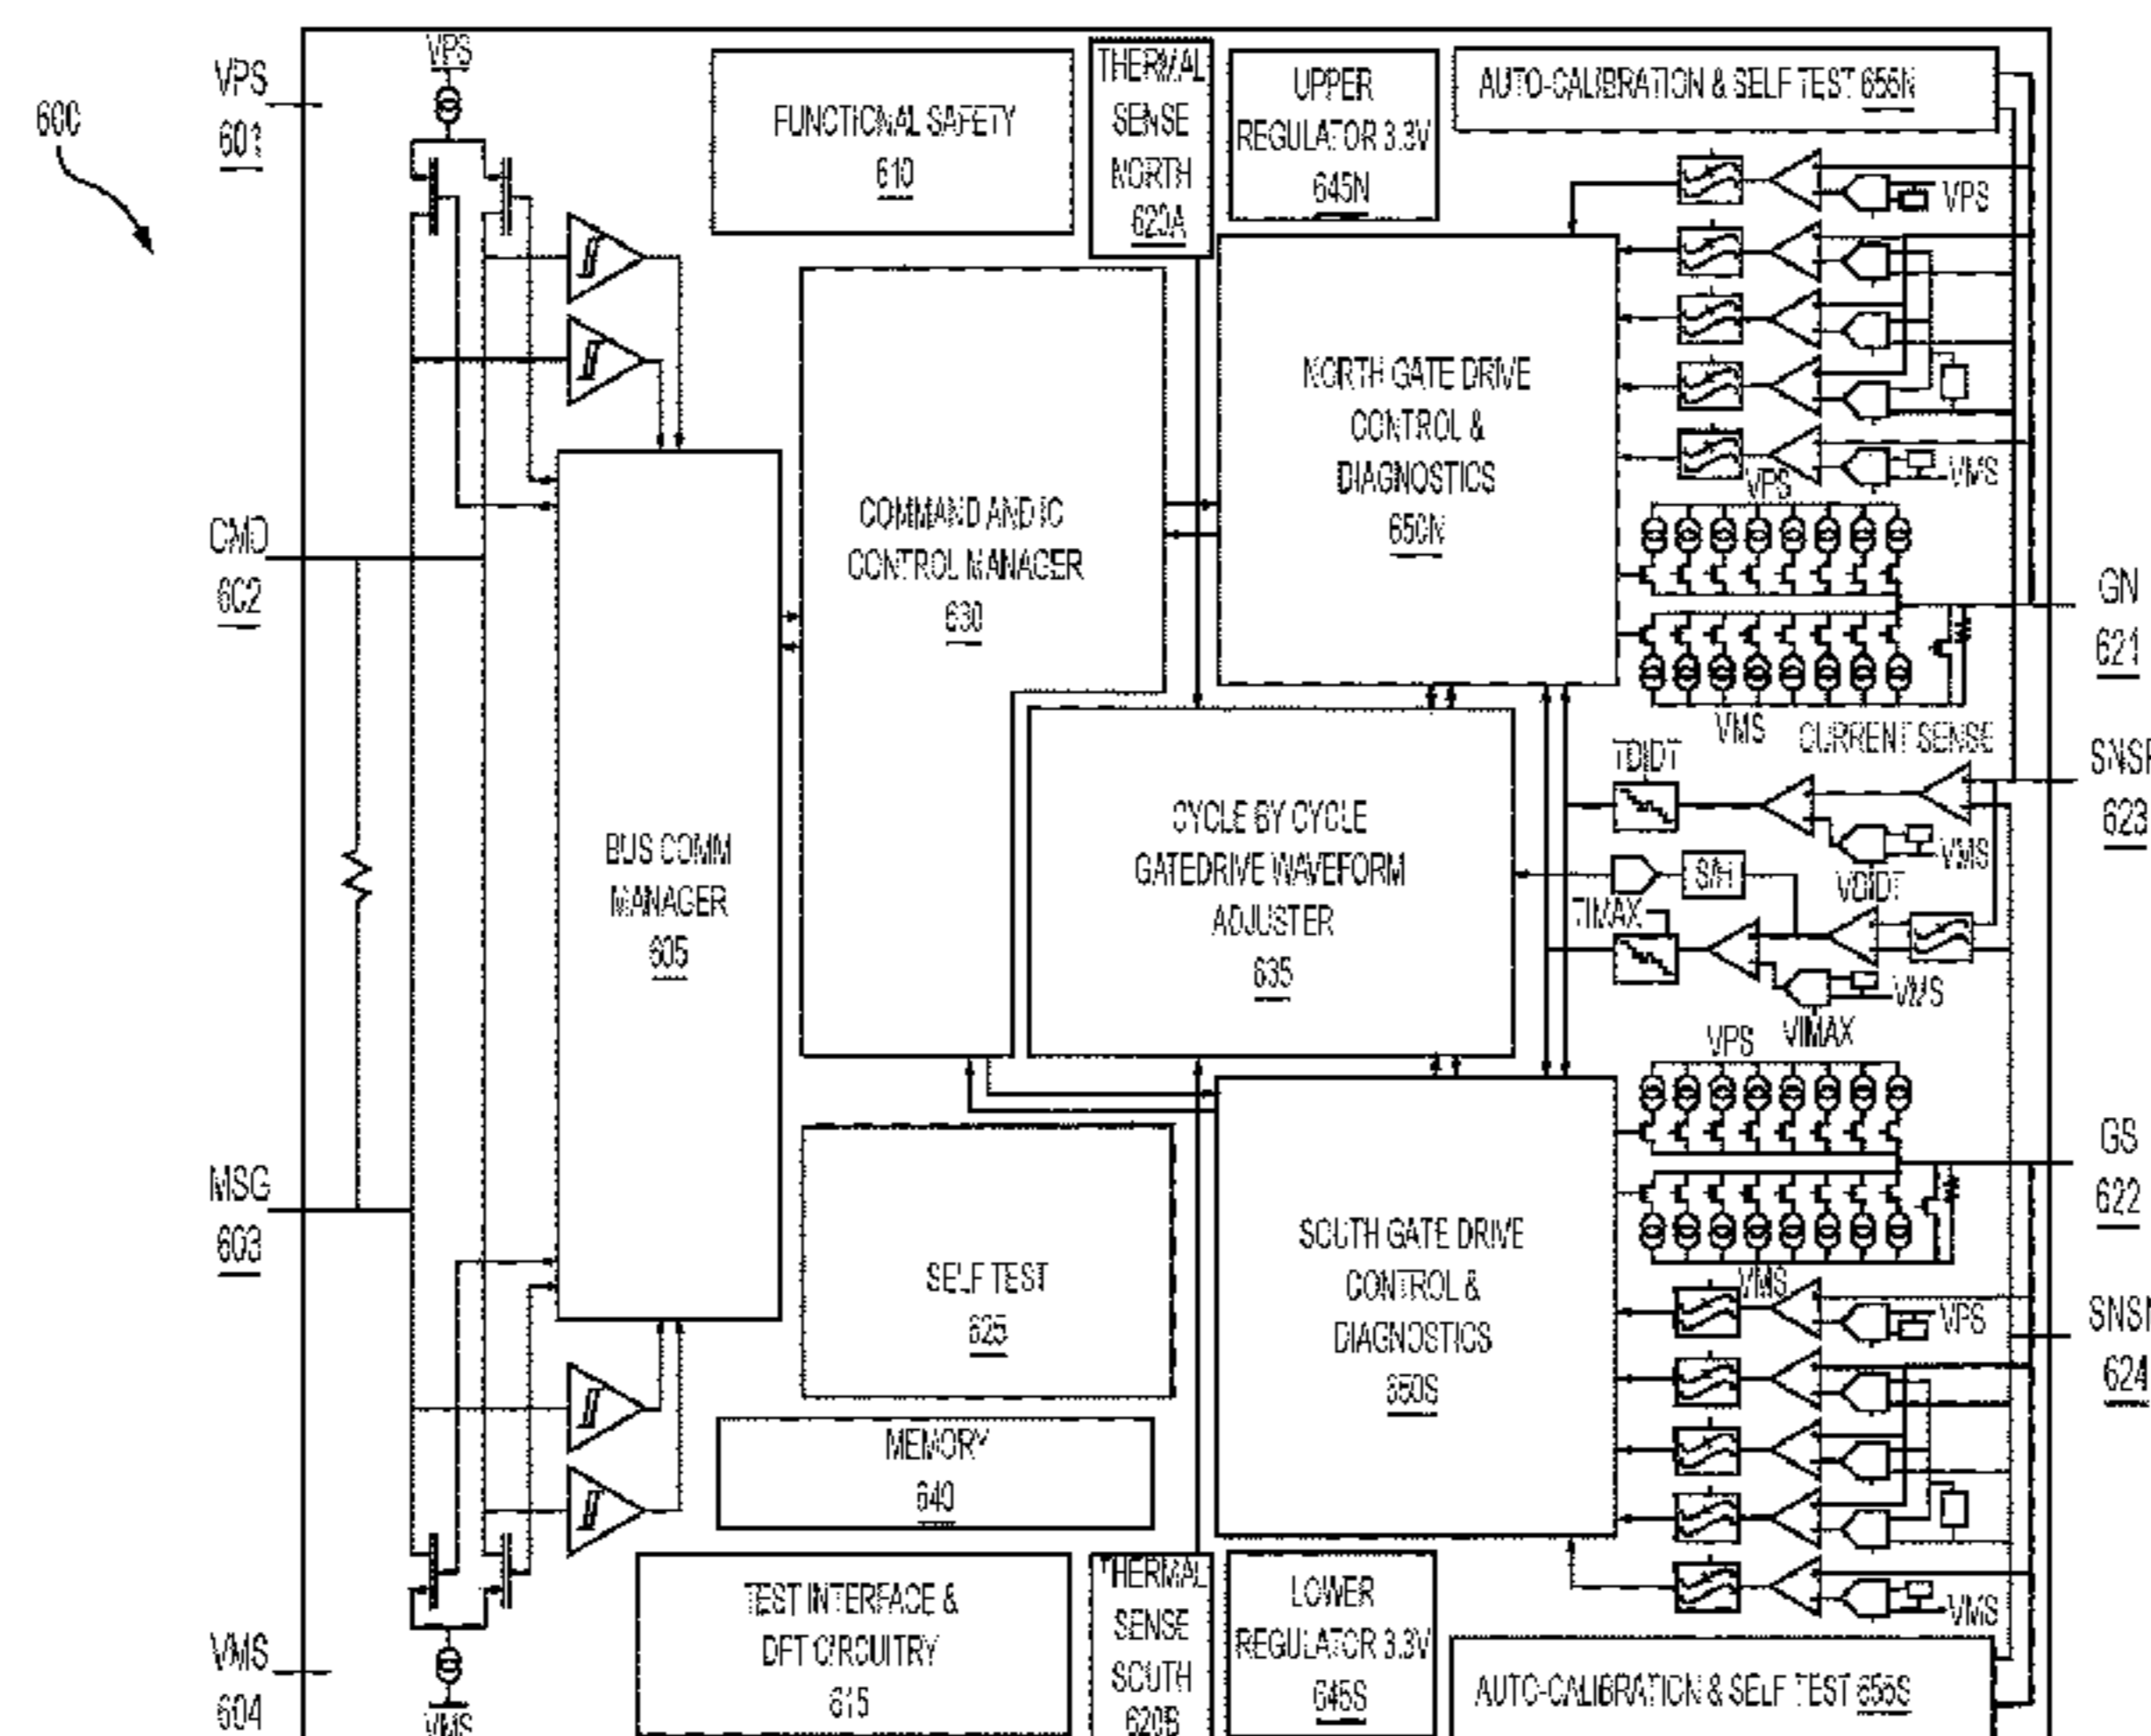 600
VPS
601
CMD
602
MSG
603
VMS
604
VPS
VMS
FUNCTIONAL SAFETY
610
THERMAL
SENSE
NORTH
620A
UPPER
REGULATOR 3.3V
645N
AUTO-CALIBRATION & SELF TEST 655N
BUS COMM
MANAGER
605
COMMAND AND IC
CONTROL MANAGER
630
NORTH GATE DRIVE
CONTROL &
DIAGNOSTICS
650N
CYCLE BY CYCLE
GATEDRIVE WAVEFORM
ADJUSTER
635
SELF TEST
625
MEMORY
640
TEST INTERFACE &
DFT CIRCUITRY
615
THERMAL
SENSE
SOUTH
620B
LOWER
REGULATOR 3.3V
645S
SOUTH GATE DRIVE
CONTROL &
DIAGNOSTICS
650S
AUTO-CALIBRATION & SELF TEST 655S
VPS
VMS
VPS
VMS
CURRENT SENSE
TDIDT
VMS
VDIDT
S/H
TIMAX
VMS
VIMAX
VPS
VMS
VPS
VMS
GN
621
623
GS
622
624